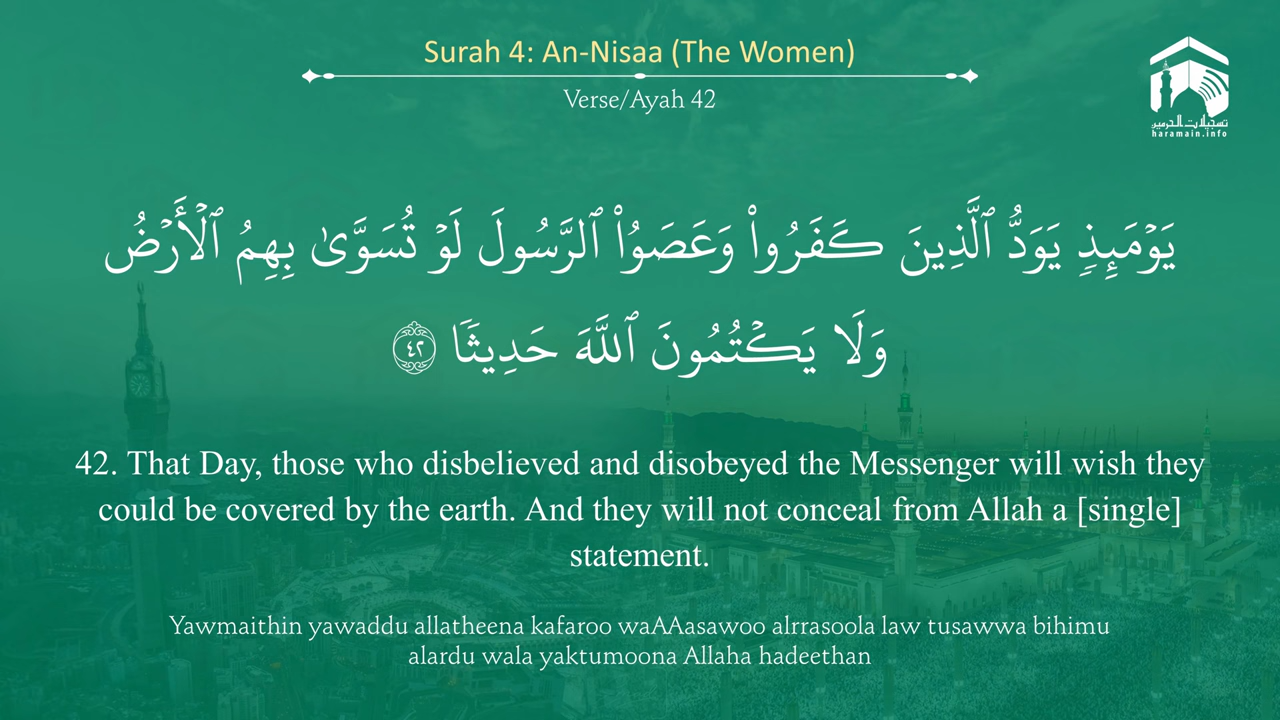 Surah 4: An-Nisaa (The Women)
Verse/Ayah 42
تسجيلات الحرمين
haramain.info
يَوْمَئِذٍ يَوَدُّ ٱلَّذِينَ كَفَرُوا۟ وَعَصَوُا۟ ٱلرَّسُولَ لَوْ تُسَوَّىٰ بِهِمُ ٱلْأَرْضُ
وَلَا يَكْتُمُونَ ٱللَّهَ حَدِيثًا ٤٢
42. That Day, those who disbelieved and disobeyed the Messenger will wish they
could be covered by the earth. And they will not conceal from Allah a [single]
statement.
Yawmaithin yawaddu allatheena kafaroo waAAasawoo alrrasoola law tusawwa bihimu
alardu wala yaktumoona Allaha hadeethan